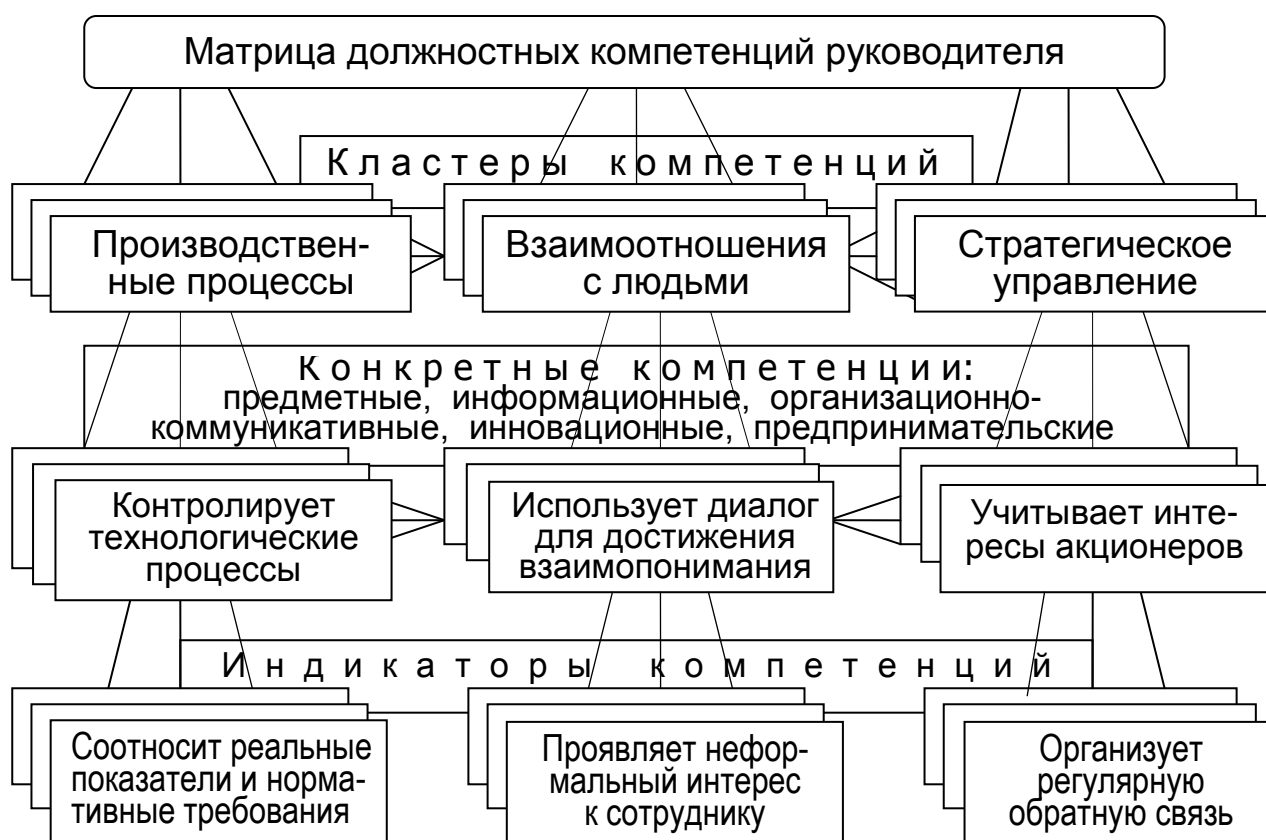 Матрица должностных компетенций руководителя
Кластеры компетенций
Производствен-
ные процессы
Взаимоотношения
с людьми
Стратегическое
управление
Конкретные компетенции:
предметные, информационные, организационно-
коммуникативные, инновационные, предпринимательские
Контролирует
технологические
процессы
Использует диалог
для достижения
взаимопонимания
Учитывает инте-
ресы акционеров
Индикаторы компетенций
Соотносит реальные
показатели и норма-
тивные требования
Проявляет нефор-
мальный интерес
к сотруднику
Организует
регулярную
обратную связь